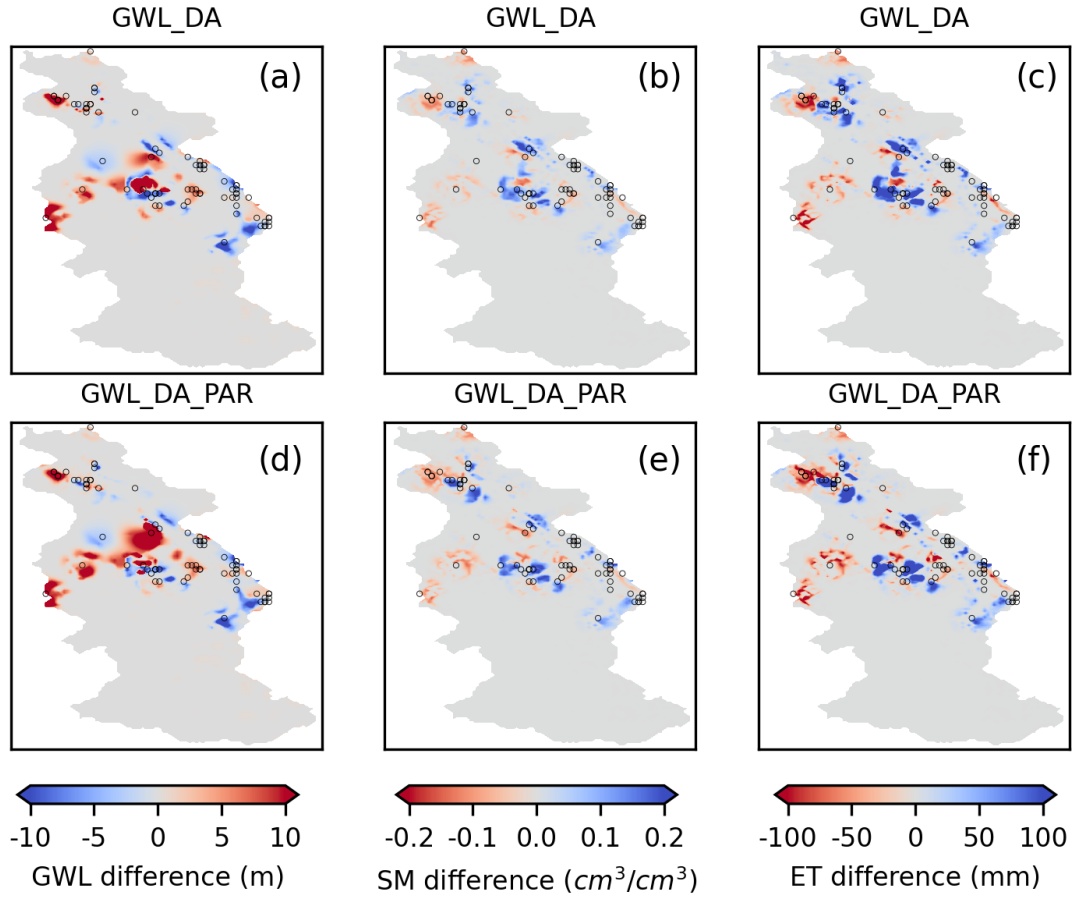 GWL_DA GWL_DA GWL_DA
(a) (b) (c)
GWL_DA_PAR GWL_DA_PAR GWL_DA_PAR
(d) (e) (f)
-10 -5 0 5 10 -0.2 -0.1 0.0 0.1 0.2 -100 -50 0 50 100
GWL difference (m) SM difference (cm³/cm³) ET difference (mm)